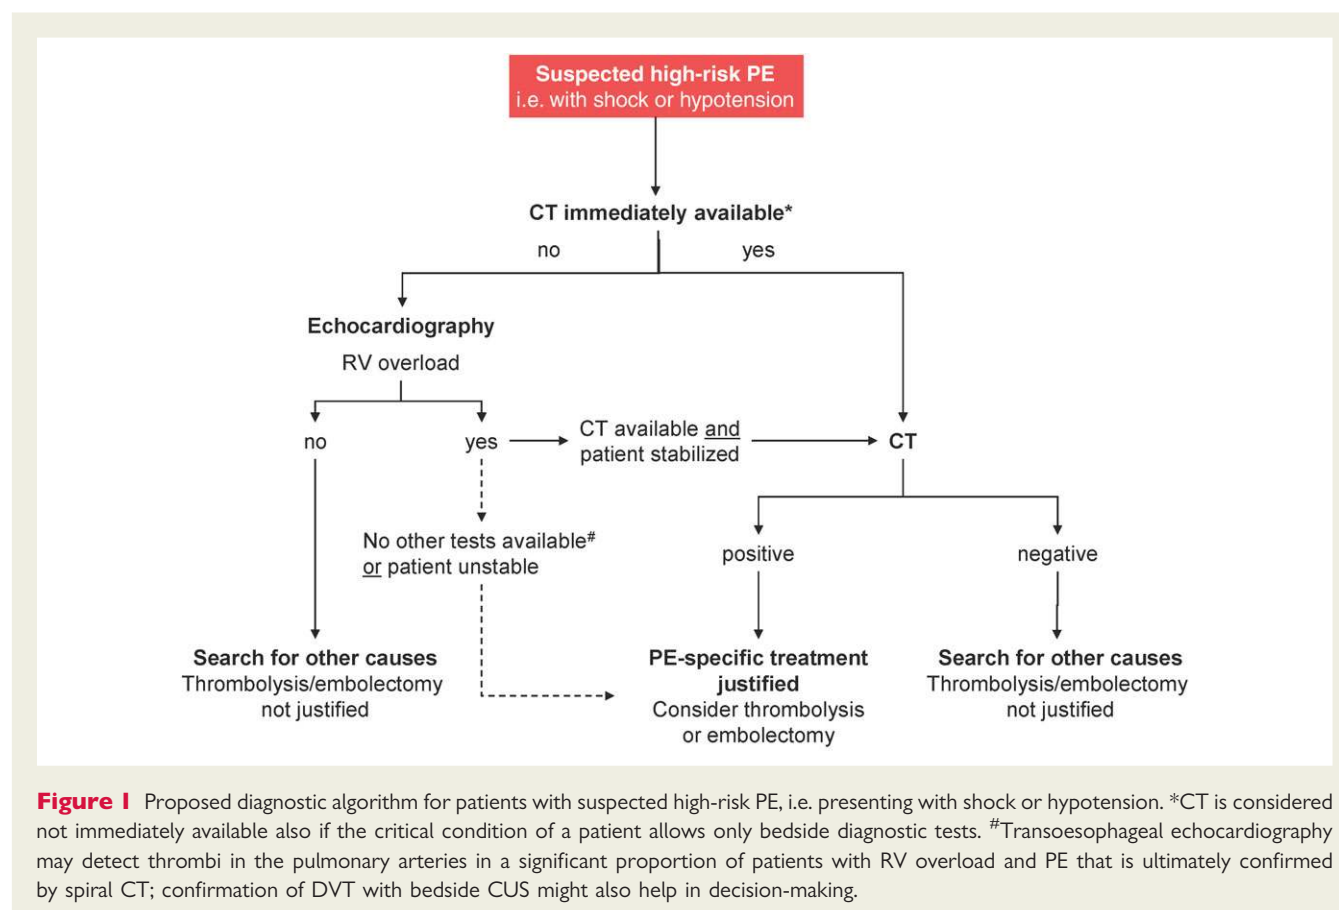 Suspected high-risk PE
i.e. with shock or hypotension
CT immediately available*
no
yes
Echocardiography
RV overload
no
yes
CT available and
patient stabilized
CT
No other tests available#
or patient unstable
positive
negative
Search for other causes
Thrombolysis/embolectomy
not justified
PE-specific treatment
justified
Consider thrombolysis
or embolectomy
Search for other causes
Thrombolysis/embolectomy
not justified
Figure 1 Proposed diagnostic algorithm for patients with suspected high-risk PE, i.e. presenting with shock or hypotension. *CT is considered
not immediately available also if the critical condition of a patient allows only bedside diagnostic tests. #Transoesophageal echocardiography
may detect thrombi in the pulmonary arteries in a significant proportion of patients with RV overload and PE that is ultimately confirmed
by spiral CT; confirmation of DVT with bedside CUS might also help in decision-making.